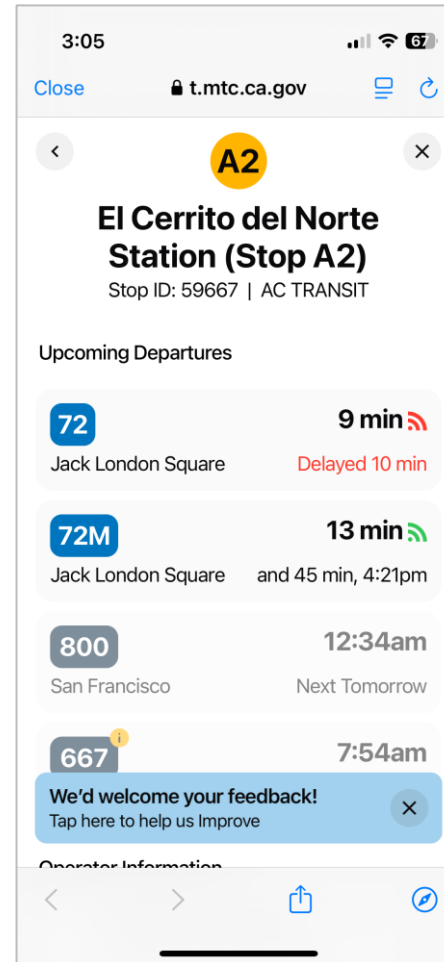 3:05
67
Close
t.mtc.ca.gov
A2
El Cerrito del Norte
Station (Stop A2)
Stop ID: 59667 | AC TRANSIT
Upcoming Departures
72
9 min
Jack London Square
Delayed 10 min
72M
13 min
Jack London Square
and 45 min, 4:21pm
800
12:34am
San Francisco
Next Tomorrow
667
i
7:54am
We'd welcome your feedback!
Tap here to help us Improve
Operator Information